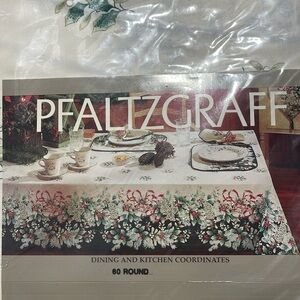 PFALTZGRAFF
DINING AND KITCHEN COORDINATES
60 ROUND